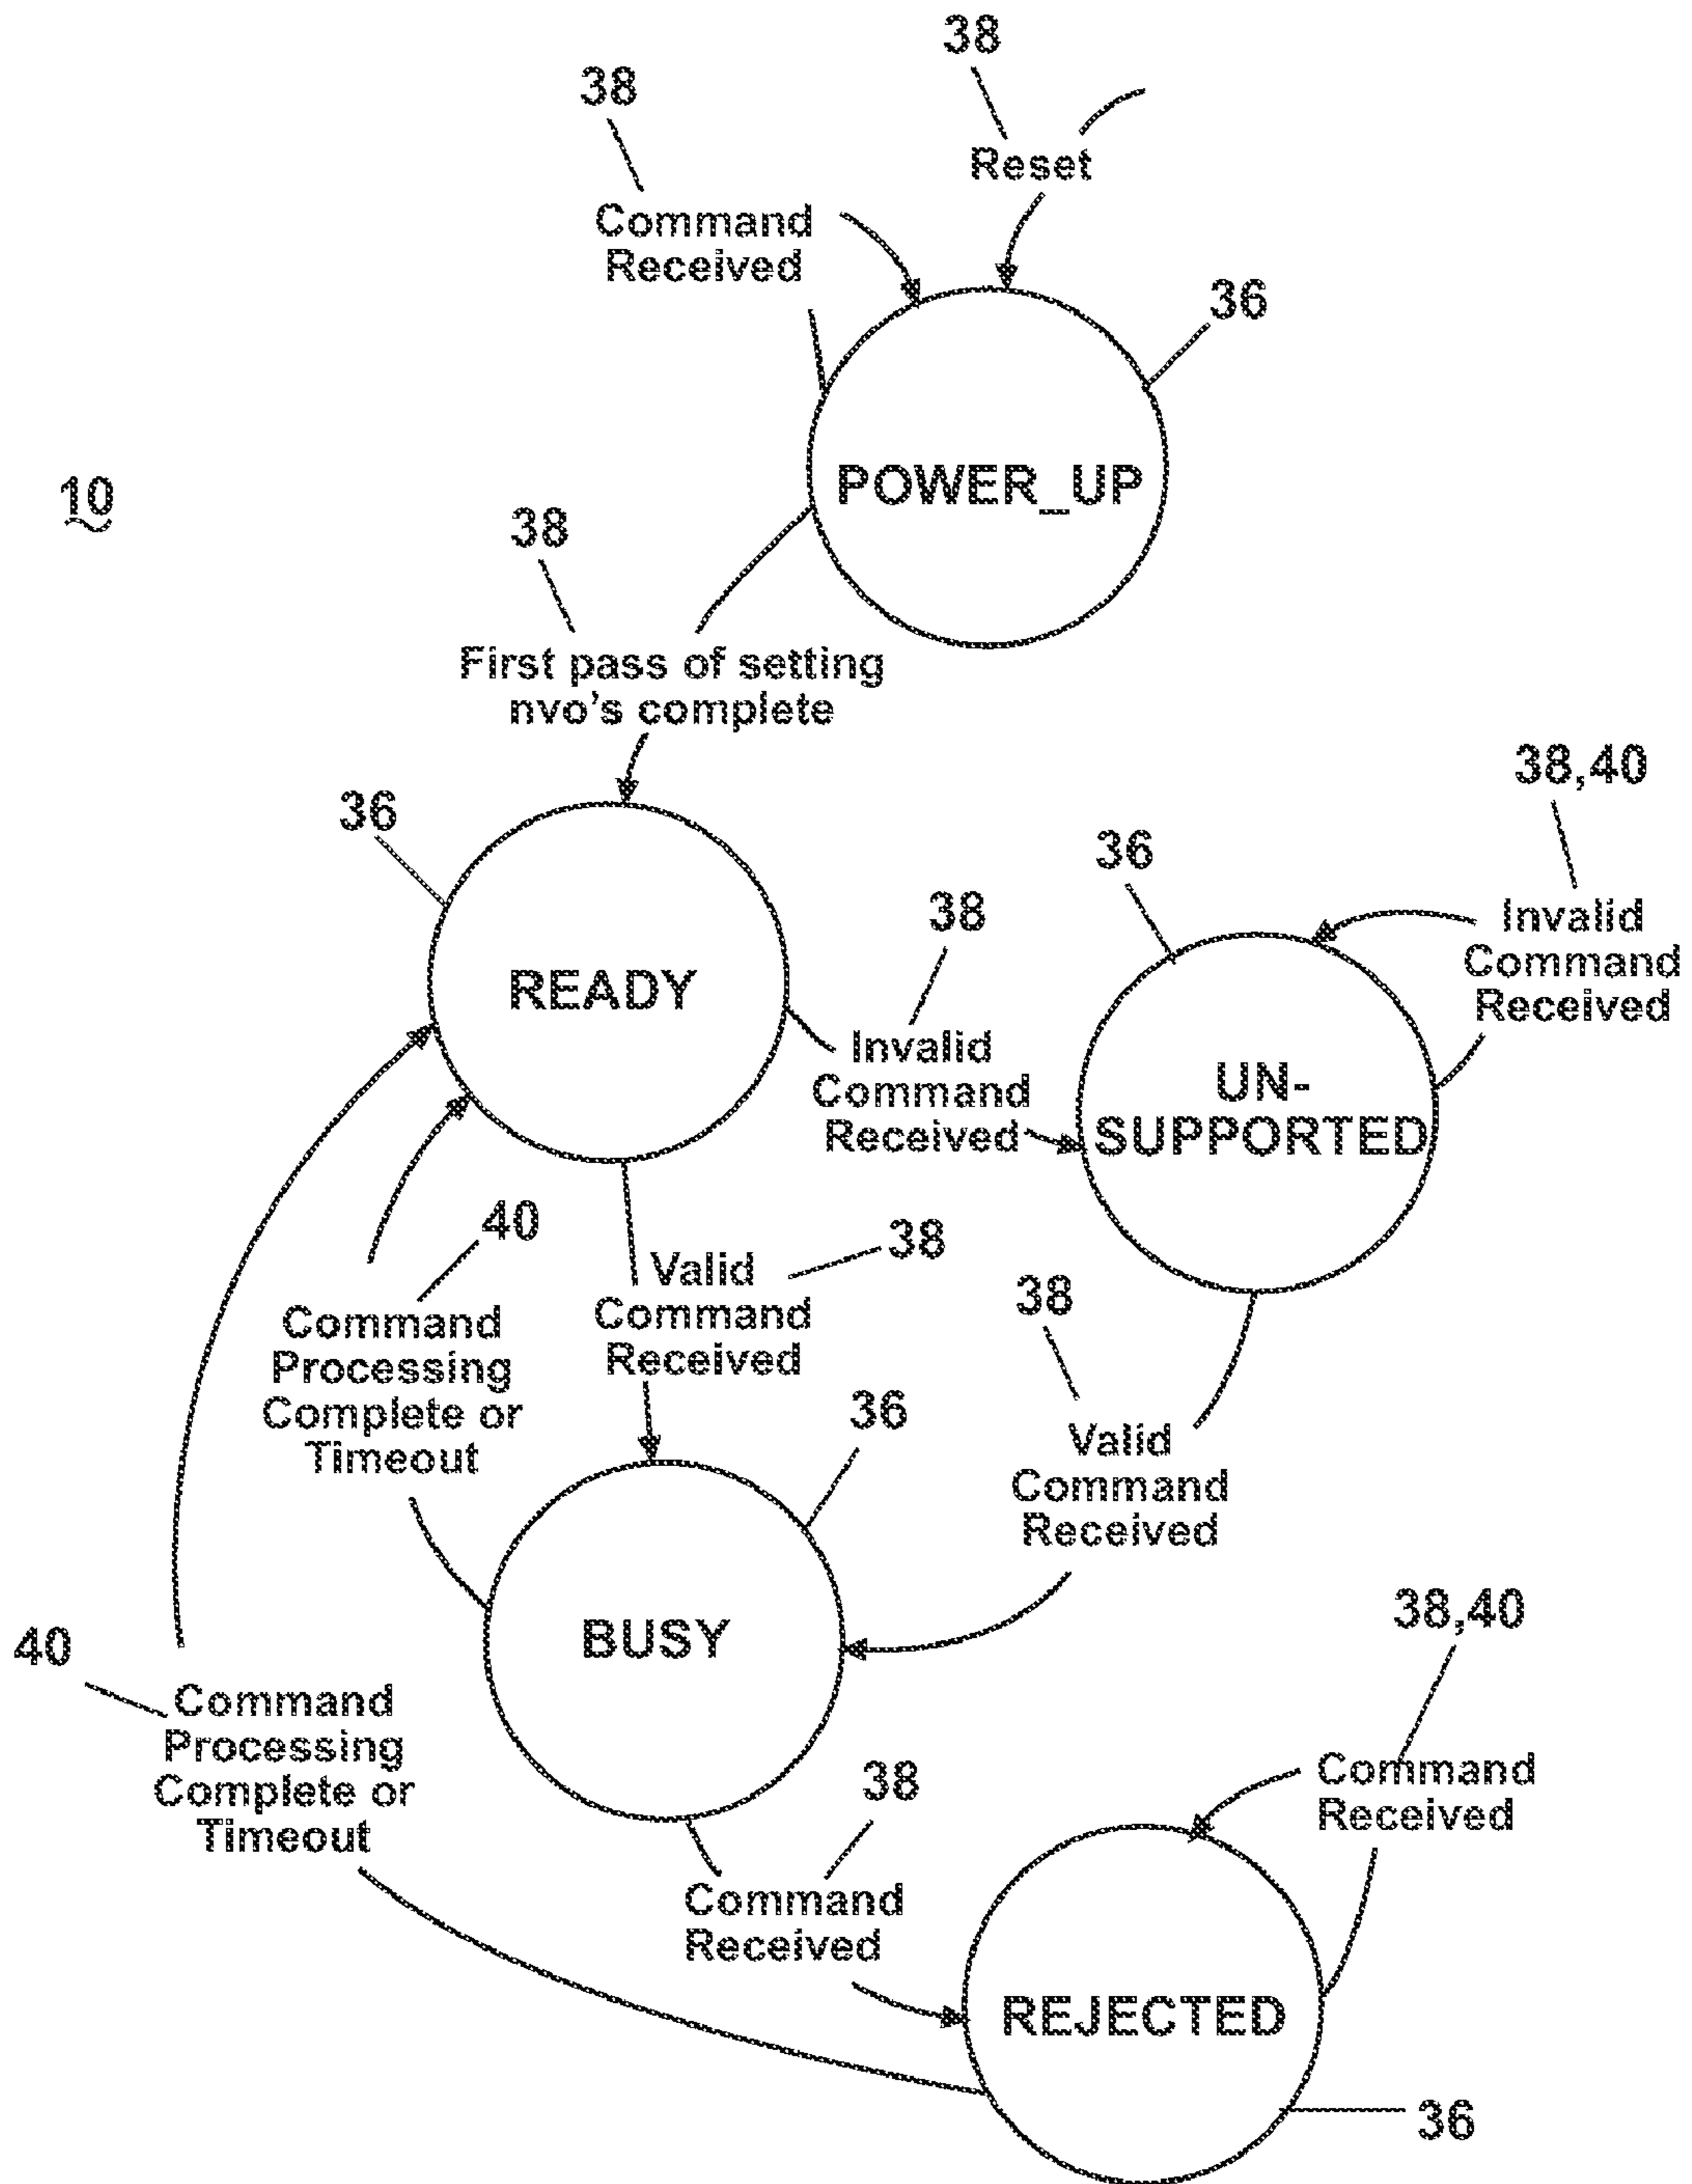 38
38
Reset
Command
Received
36
POWER_UP
10
38
First pass of setting
nvo's complete
38,40
36
36
38
Invalid
Command
Received
READY
Invalid
Command
Received
UN-
SUPPORTED
40
38
Valid
Command
Received
38
Command
Processing
Complete or
Timeout
36
Valid
Command
Received
BUSY
38,40
40
Command
Processing
Complete or
Timeout
38
Command
Received
Command
Received
REJECTED
36